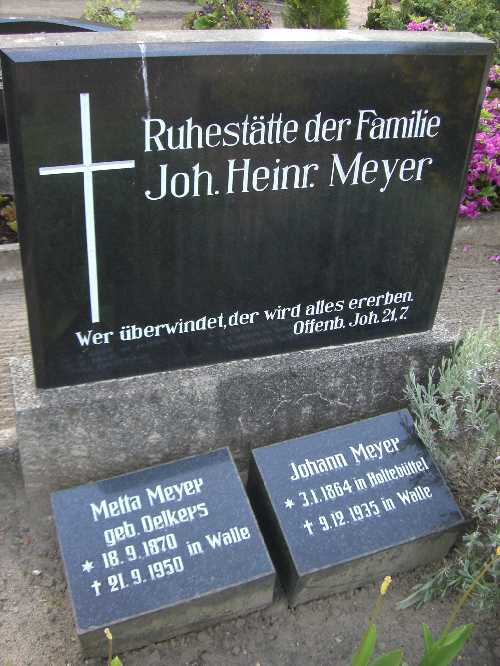 Ruhestätte der Familie
Joh. Heinr. Meyer
Wer überwindet, der wird alles ererben.
Offenb. Joh. 21,7.
Metta Meyer
geb. Oelkers
* 18.9.1870
† 21.9.1950 in Walle
Johann Meyer
* 3.1.1864 in Holtebüttel
† 9.12.1935 in Walle